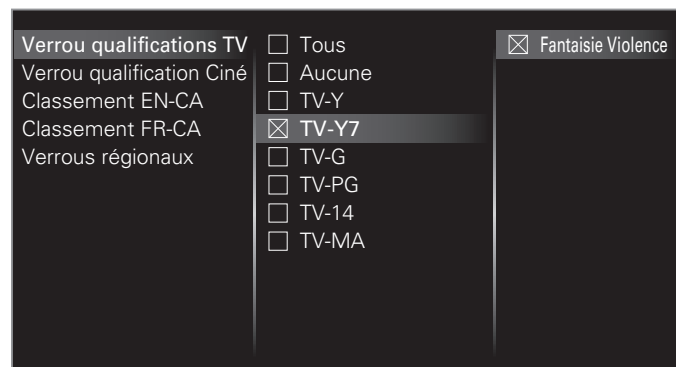 Verrou qualifications TV
Verrou qualification Ciné
Classement EN-CA
Classement FR-CA
Verrous régionaux
Tous
Aucune
TV-Y
TV-Y7
TV-G
TV-PG
TV-14
TV-MA
Fantaisie Violence